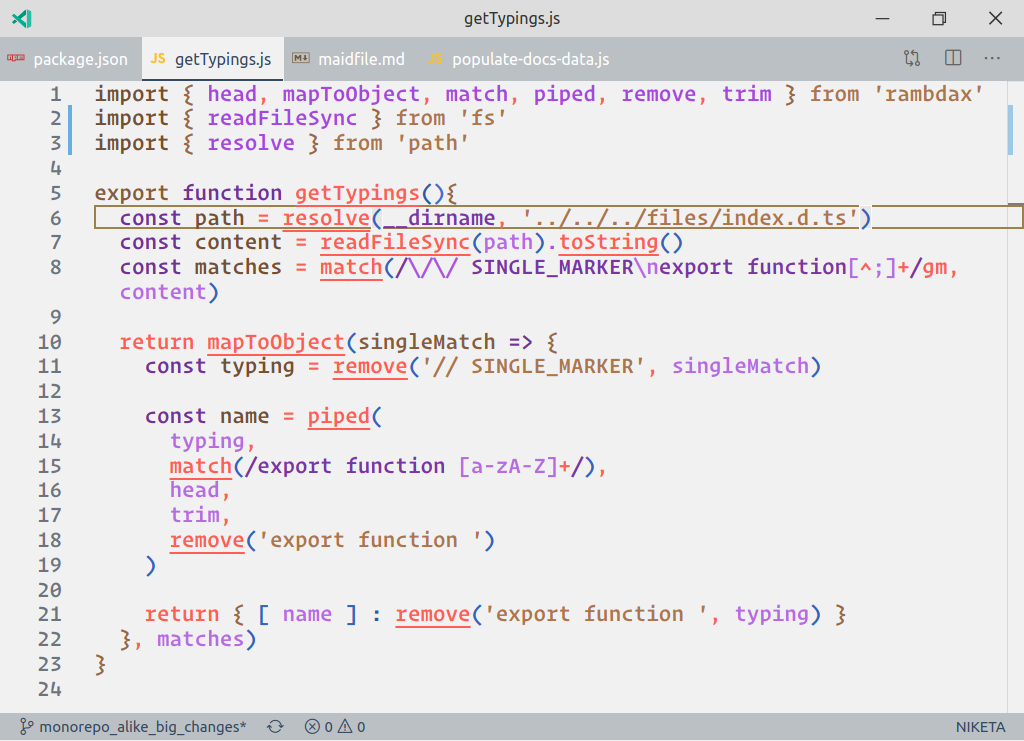 getTypings.js
package.json
JS getTypings.js
M↓ maidfile.md
JS populate-docs-data.js
...
1 import { head, mapToObject, match, piped, remove, trim } from 'rambdax'
2 import { readFileSync } from 'fs'
3 import { resolve } from 'path'
4
5 export function getTypings(){
6   const path = resolve(__dirname, '../../../files/index.d.ts')
7   const content = readFileSync(path).toString()
8   const matches = match(/\/\/ SINGLE_MARKER\nexport function[^;]+/gm,
  content)
9
10   return mapToObject(singleMatch => {
11     const typing = remove('// SINGLE_MARKER', singleMatch)
12
13     const name = piped(
14       typing,
15       match(/export function [a-zA-Z]+/),
16       head,
17       trim,
18       remove('export function ')
19     )
20
21     return { [ name ] : remove('export function ', typing) }
22   }, matches)
23 }
24
monorepo_alike_big_changes* 0 0 NIKETA